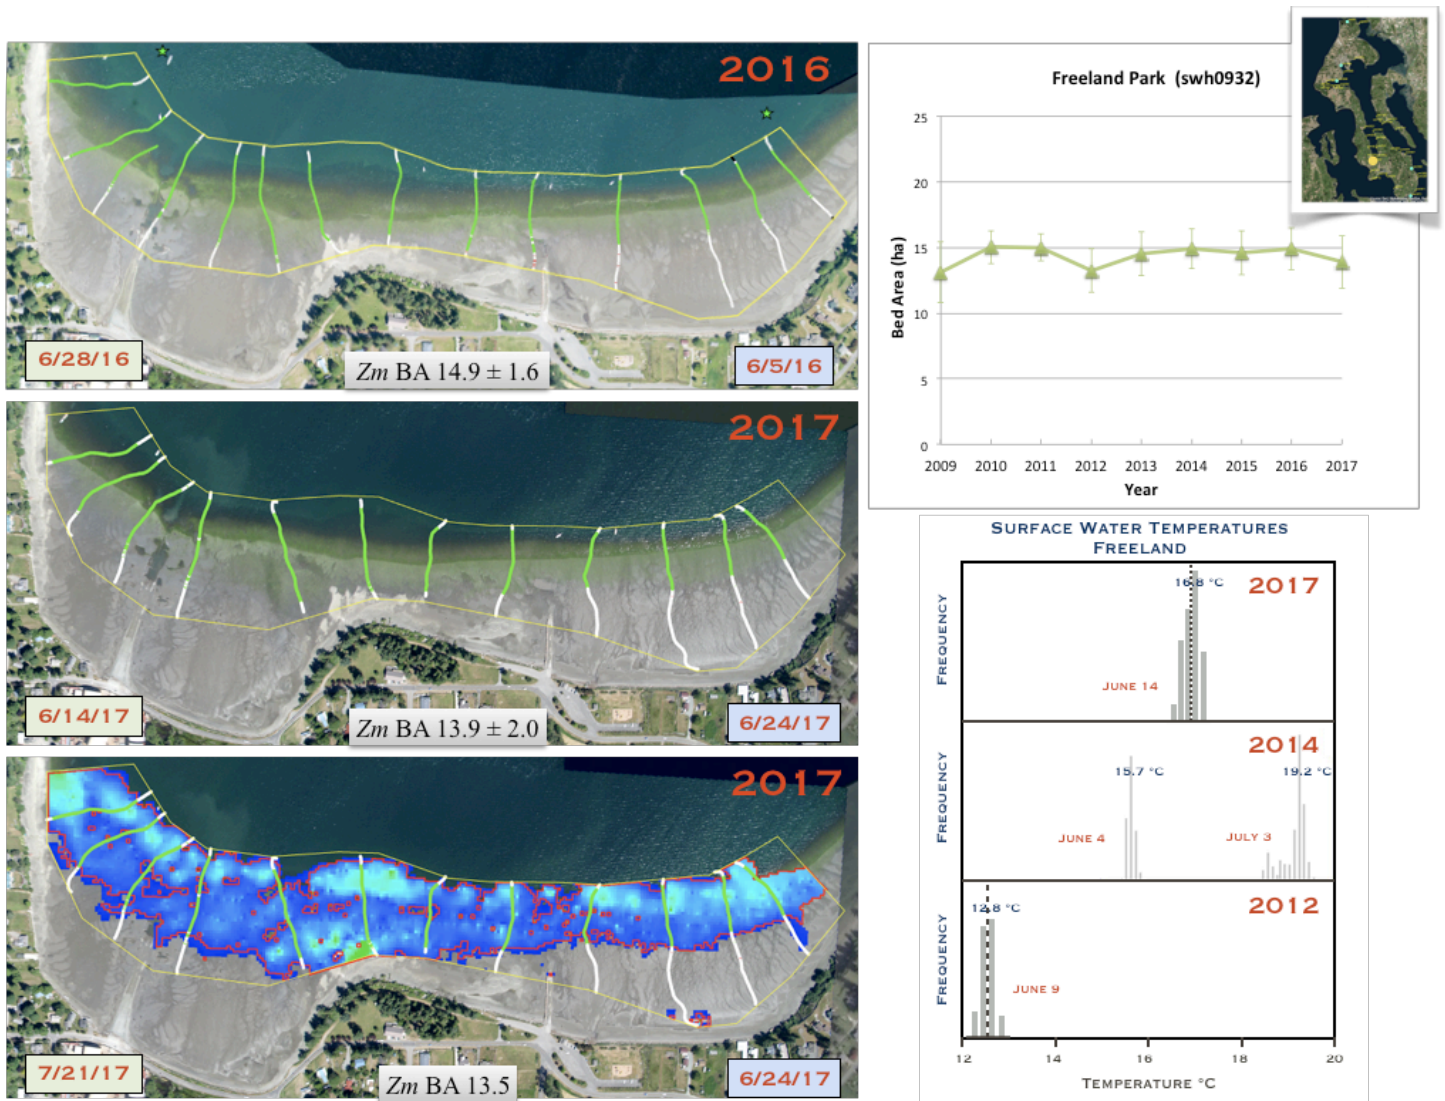 2016
6/28/16
Zm BA 14.9 ± 1.6
6/5/16
2017
6/14/17
Zm BA 13.9 ± 2.0
6/24/17
2017
7/21/17
Zm BA 13.5
6/24/17
Freeland Park (swh0932)
Bed Area (ha)
25
20
15
10
5
0
2009 2010 2011 2012 2013 2014 2015 2016 2017
Year
SURFACE WATER TEMPERATURES
FREELAND
FREQUENCY
16.8 °C
2017
JUNE 14
FREQUENCY
2014
15.7 °C
19.2 °C
JUNE 4
JULY 3
FREQUENCY
12.8 °C
2012
JUNE 9
12 14 16 18 20
TEMPERATURE °C